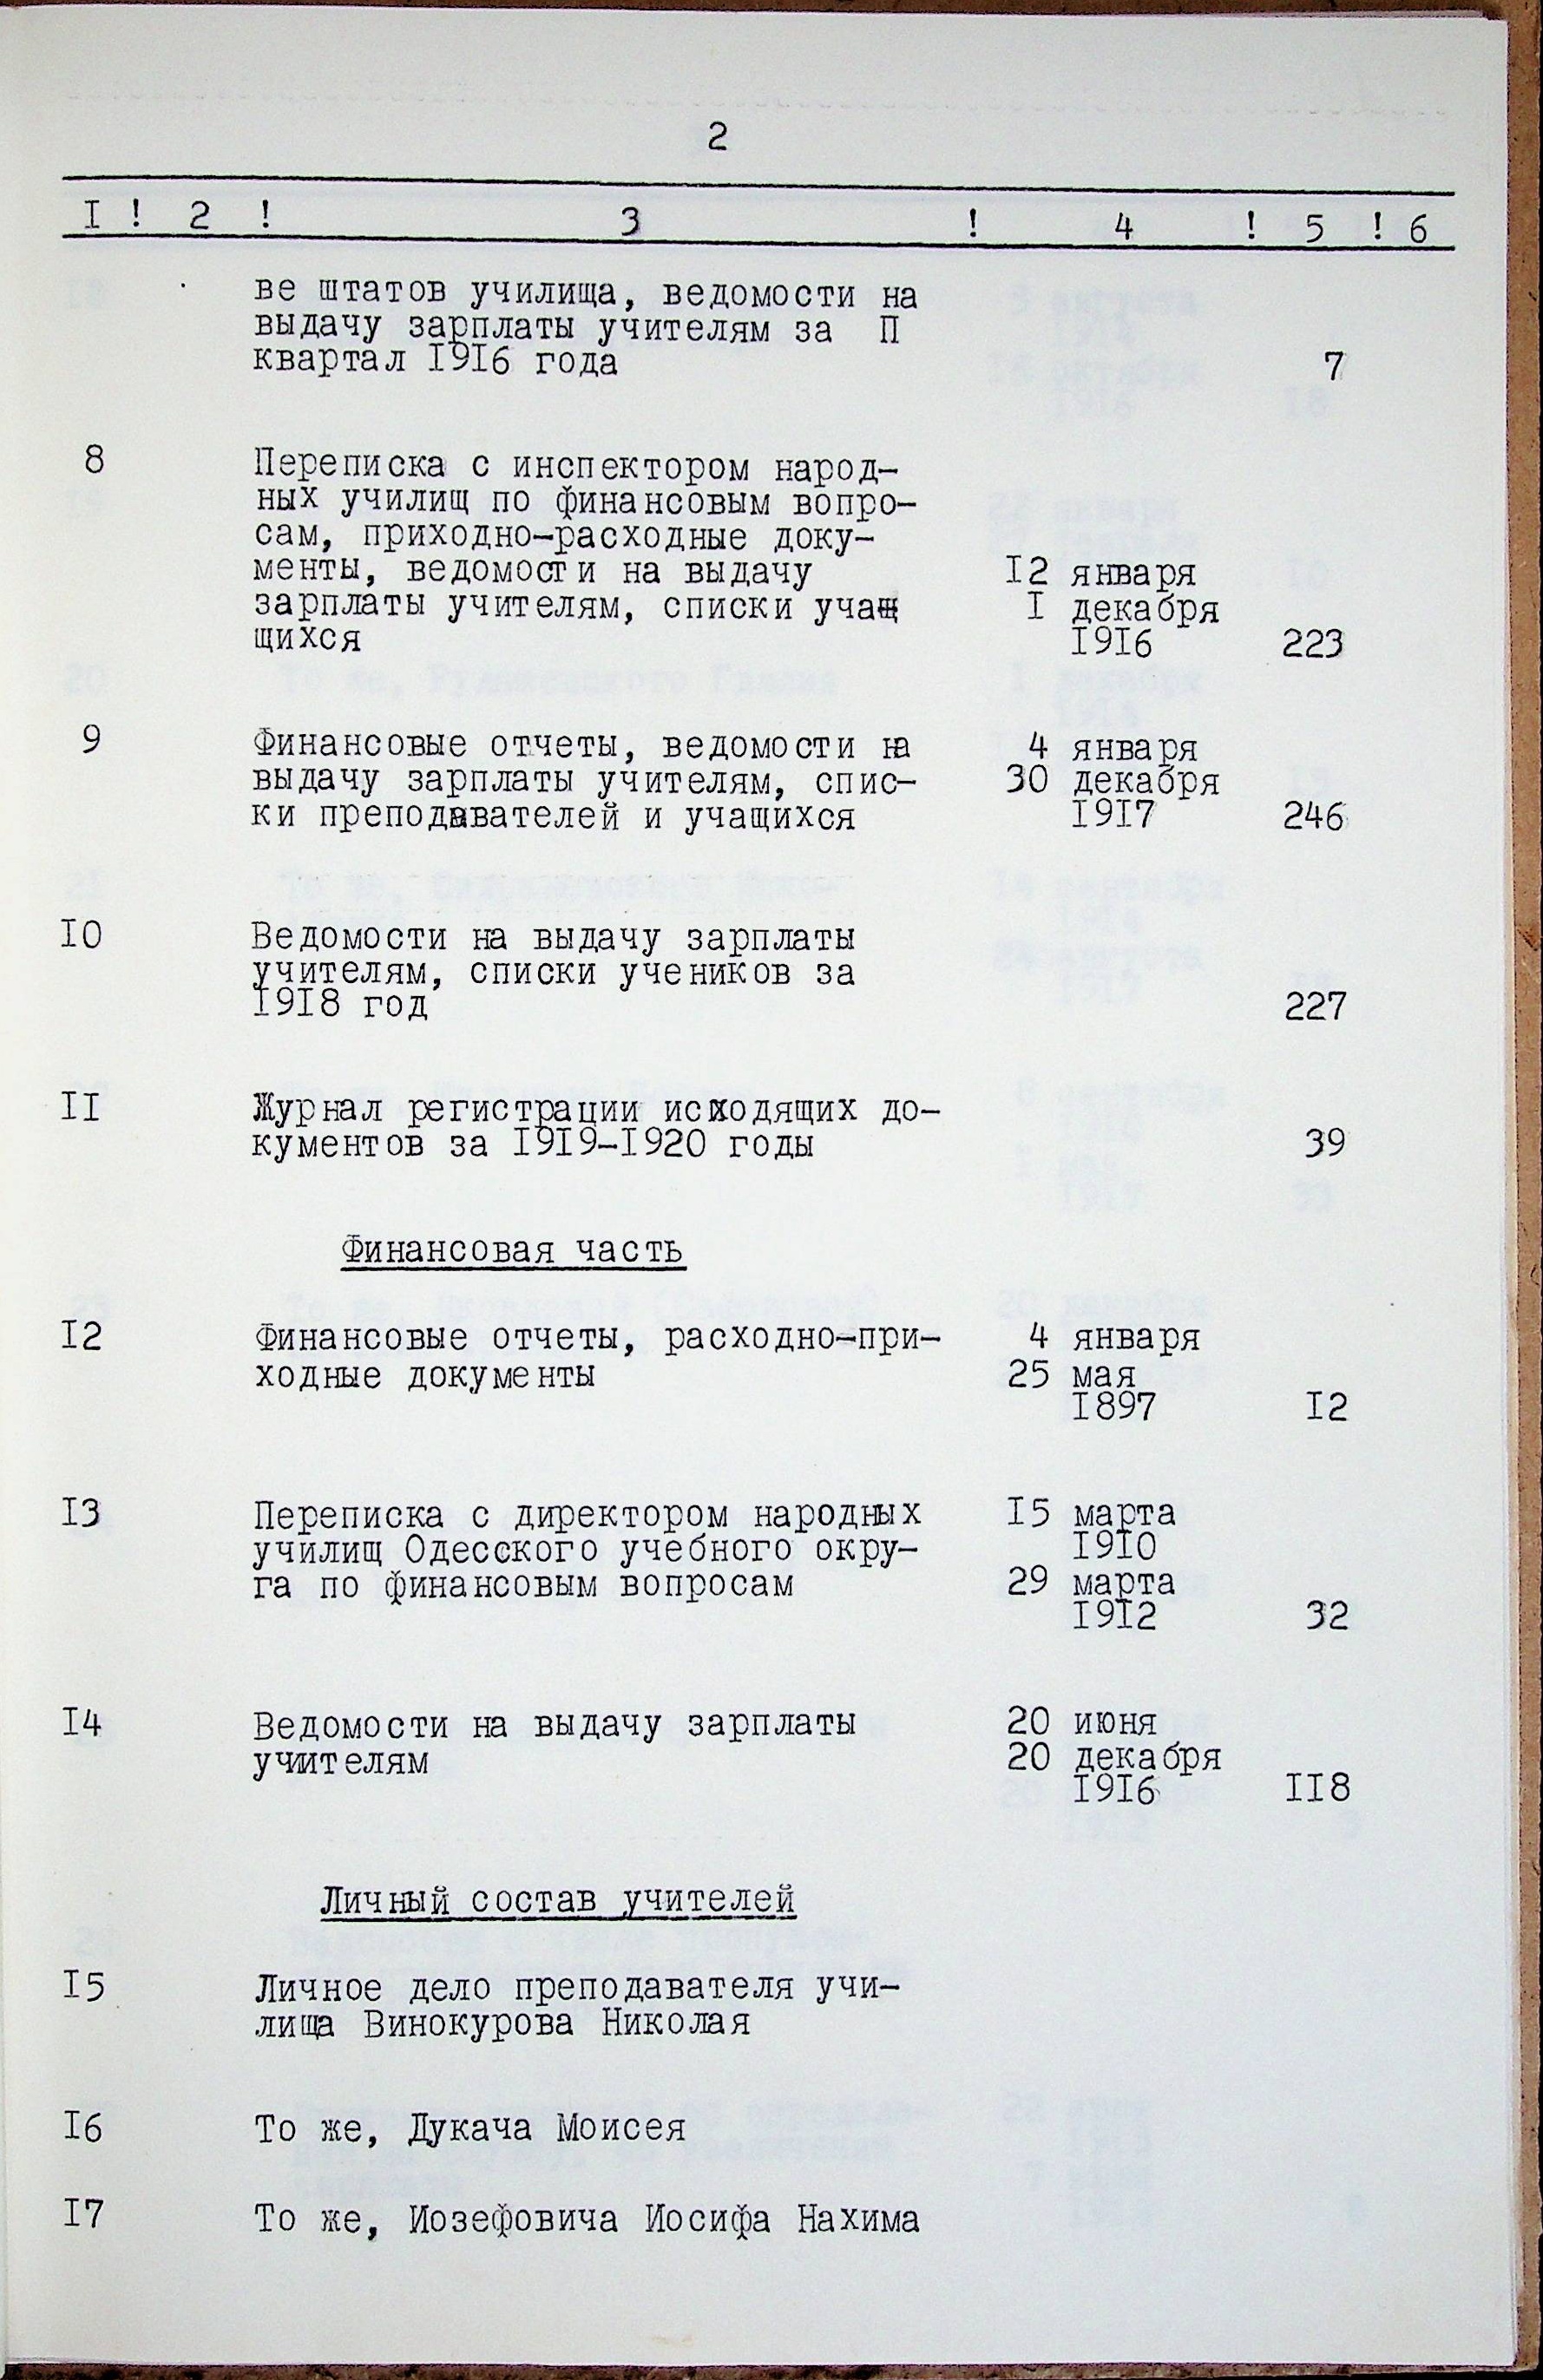 2
I ! 2 ! 3 ! 4 ! 5 ! 6
ве штатов училища, ведомости на
выдачу зарплаты учителям за П
квартал I9I6 года 7
8 Переписка с инспектором народ-
ных училищ по финансовым вопро-
сам, приходно-расходные доку-
менты, ведомости на выдачу I2 января
зарплаты учителям, списки учащ I декабря
щихся I9I6 223
9 Финансовые отчеты, ведомости на 4 января
выдачу зарплаты учителям, спис- 30 декабря
ки преподавателей и учащихся I9I7 246
I0 Ведомости на выдачу зарплаты
учителям, списки учеников за
I9I8 год 227
II Журнал регистрации исходящих до-
кументов за I9I9-I920 годы 39
Финансовая часть
I2 Финансовые отчеты, расходно-при- 4 января
ходные документы 25 мая
I897 I2
I3 Переписка с директором народных I5 марта
училищ Одесского учебного окру- I9I0
га по финансовым вопросам 29 марта
I9I2 32
I4 Ведомости на выдачу зарплаты 20 июня
учителям 20 декабря
I9I6 II8
Личный состав учителей
I5 Личное дело преподавателя учи-
лища Винокурова Николая
I6 То же, Дукача Моисея
I7 То же, Иозефовича Иосифа Нахима